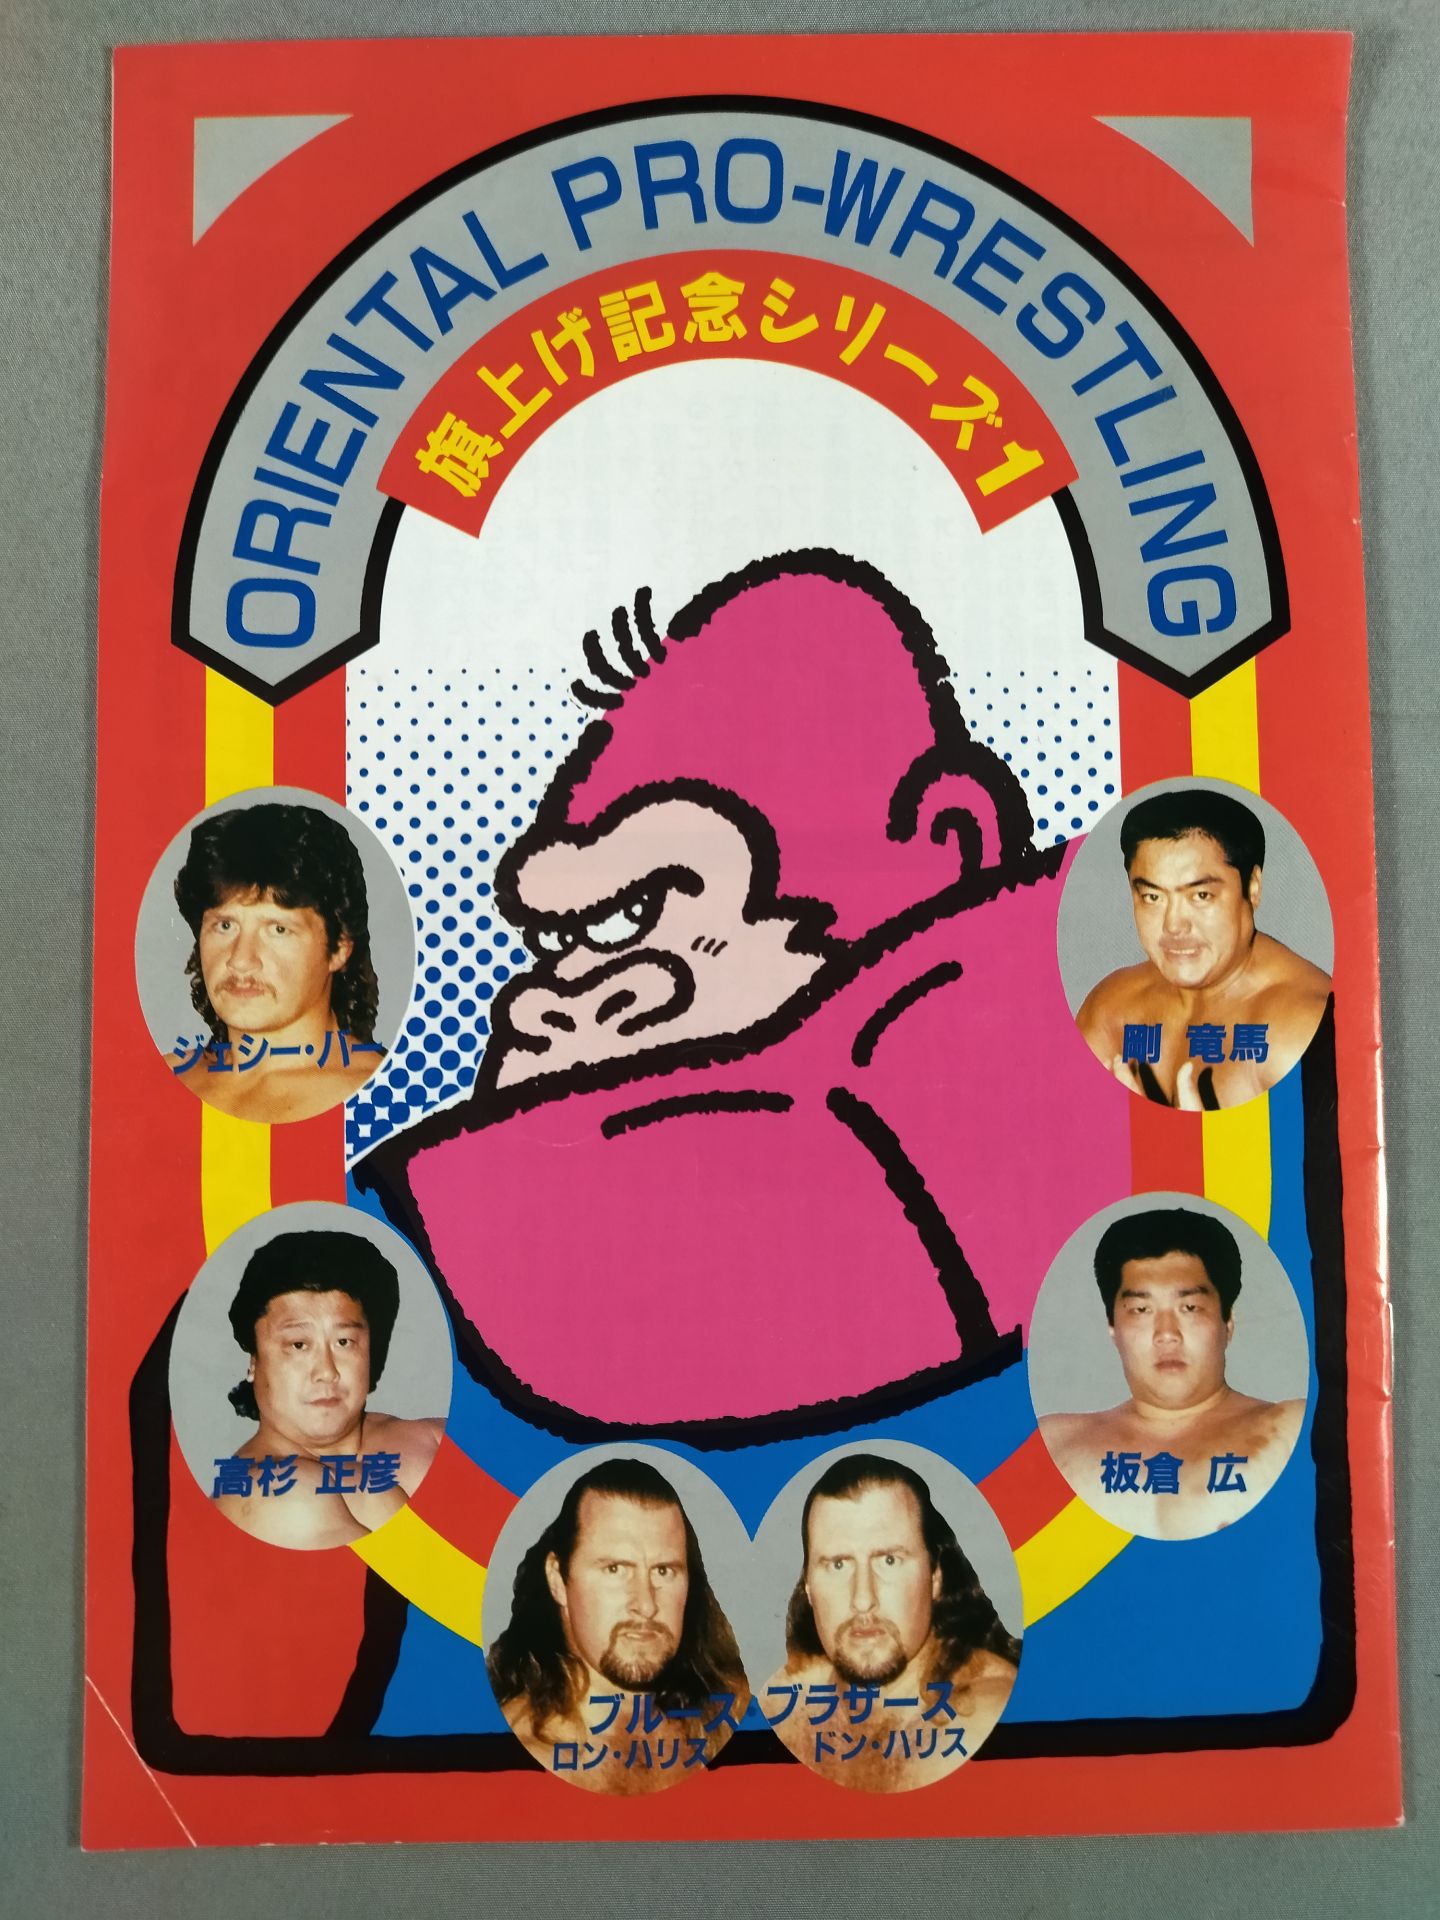 ORIENTAL PRO-WRESTLING
旗上げ記念シリーズ1
ジェシー・バー
剛 竜馬
高杉 正彦
板倉 広
ブルース・ブラザース
ロン・ハリス
ドン・ハリス